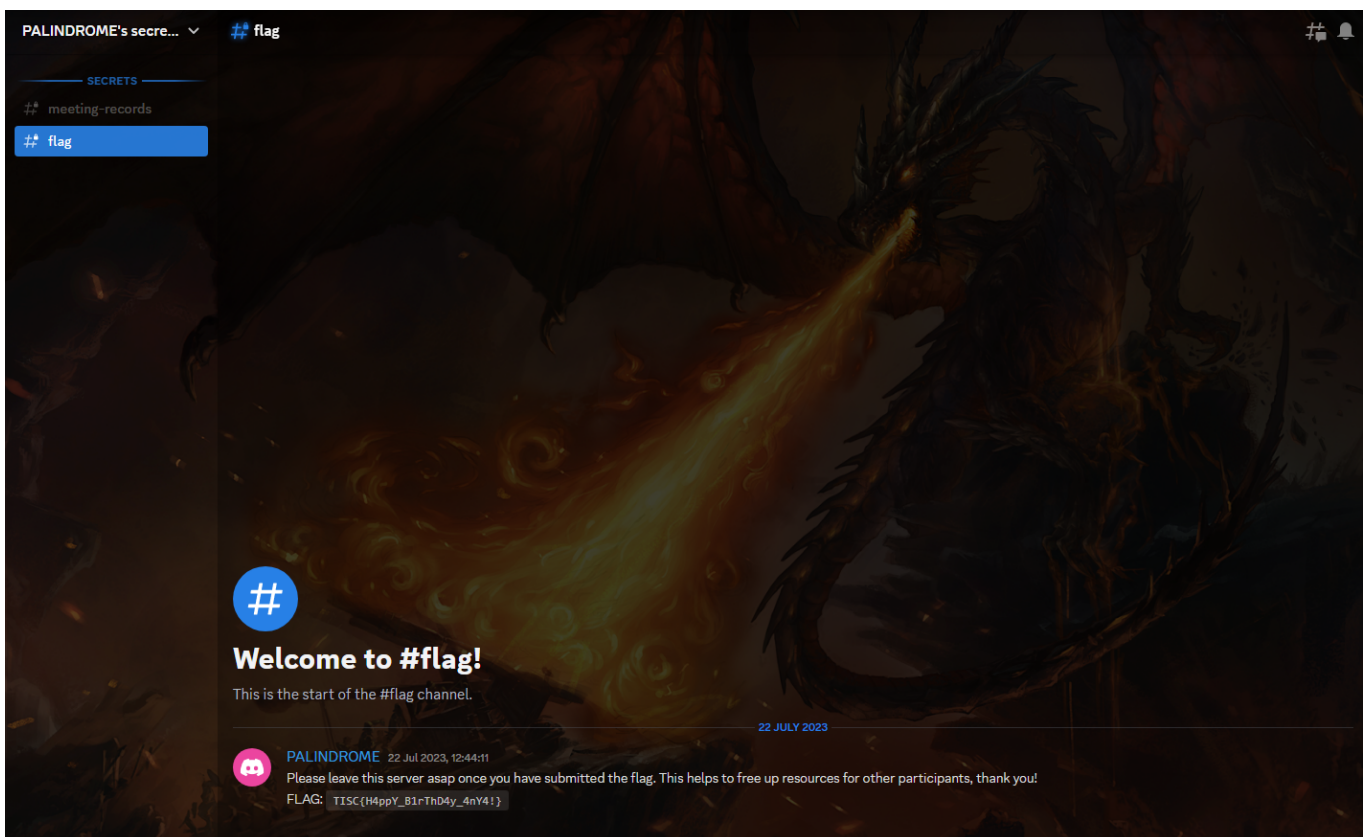 PALINDROME's secre...
flag
SECRETS
meeting-records
flag
Welcome to #flag!
This is the start of the #flag channel.
22 JULY 2023
PALINDROME 22 Jul 2023, 12:44:11
Please leave this server asap once you have submitted the flag. This helps to free up resources for other participants, thank you!
FLAG: TISC{H4ppY_B1rThD4y_4nY4!}